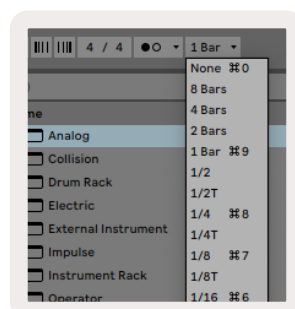 4 / 4 1 Bar
None ⌘0
8 Bars
me 4 Bars
2 Bars
Analog 1 Bar ⌘9
Collision 1/2
Drum Rack 1/2T
Electric 1/4 ⌘8
External Instrument 1/4T
Impulse 1/8 ⌘7
Instrument Rack 1/8T
Operator 1/16 ⌘6